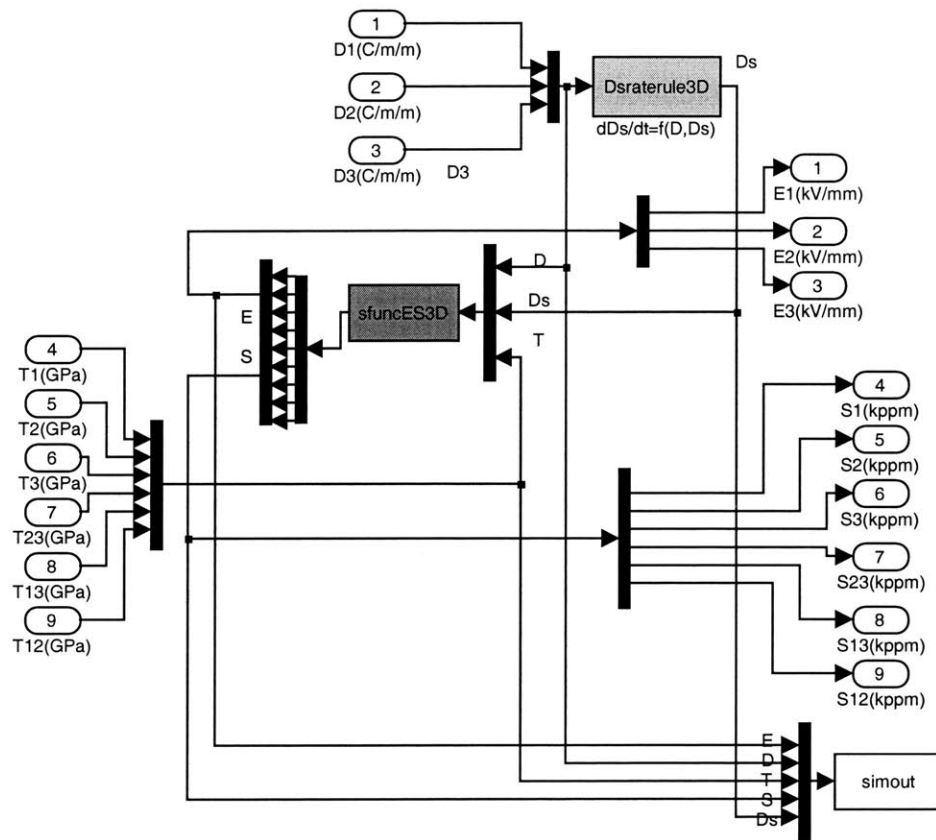 1
D1(C/m/m)
2
D2(C/m/m)
3
D3(C/m/m)
D3
Dsraterule3D
dDs/dt=f(D,Ds)
Ds
1
E1(kV/mm)
2
E2(kV/mm)
3
E3(kV/mm)
D
Ds
T
sfuncES3D
E
S
4
T1(GPa)
5
T2(GPa)
6
T3(GPa)
7
T23(GPa)
8
T13(GPa)
9
T12(GPa)
4
S1(kppm)
5
S2(kppm)
6
S3(kppm)
7
S23(kppm)
8
S13(kppm)
9
S12(kppm)
E
D
T
S
Ds
simout